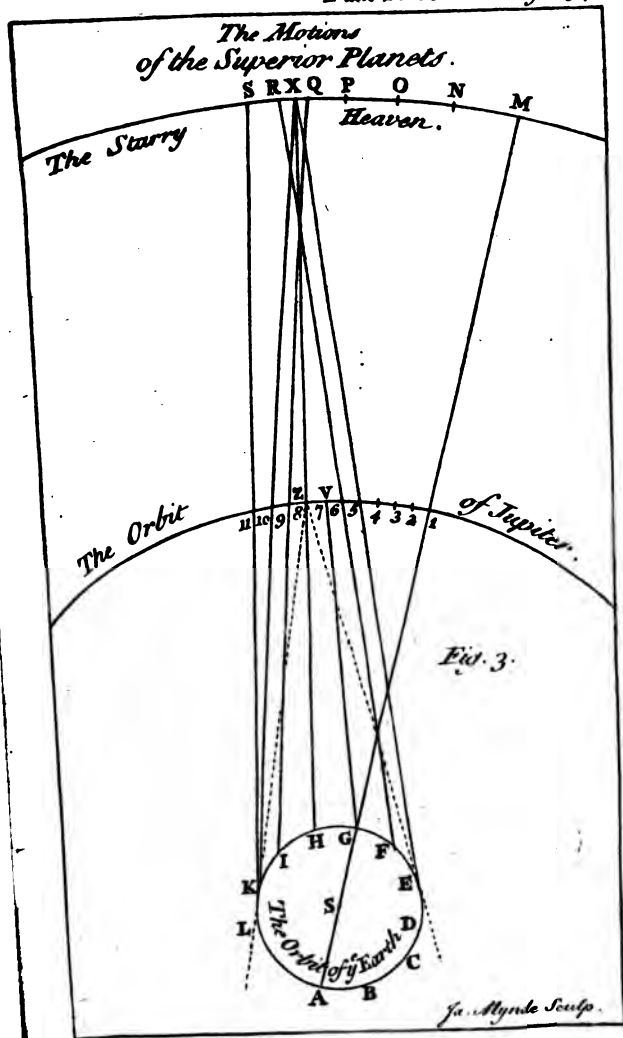 The Motions
of the Superior Planets.
S R X Q P O N M
The Starry Heaven.
Z V
11 10 9 8 7 6 5 4 3 2 1
The Orbit of Jupiter.
Fig. 3.
H G
I F
K E
S
L D
The Orbit of yͤ Earth
C
A B
Ja. Mynde Sculp.